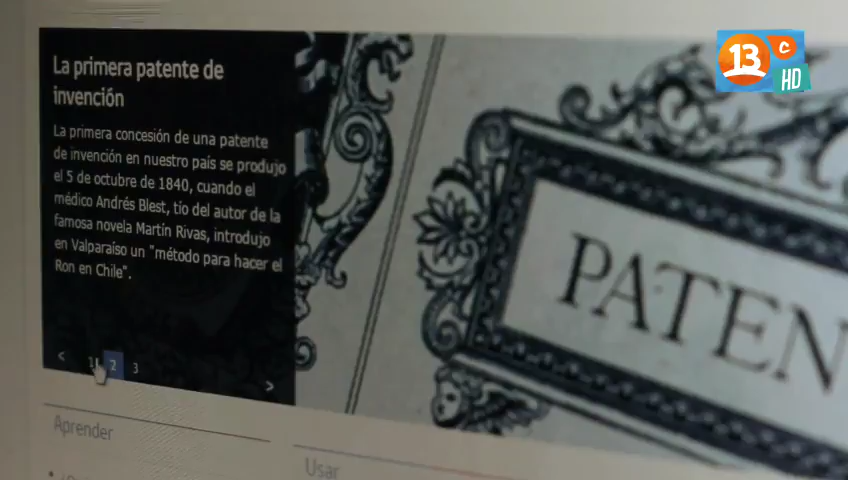 13
C
HD
La primera patente de
invención
La primera concesión de una patente
de invención en nuestro país se produjo
el 5 de octubre de 1840, cuando el
médico Andrés Blest, tío del autor de la
famosa novela Martín Rivas, introdujo
en Valparaíso un "método para hacer el
Ron en Chile".
PATEN
< 1 2 3 >
Aprender
Usar